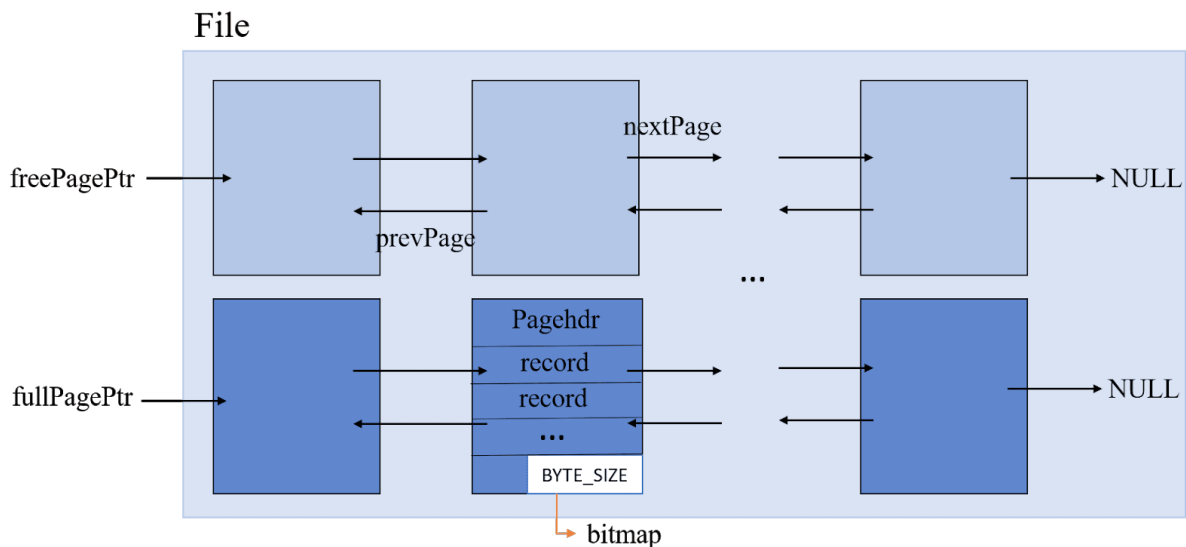 File
nextPage
freePagePtr
NULL
prevPage
...
Pagehdr
record
fullPagePtr
record
NULL
...
BYTE_SIZE
bitmap